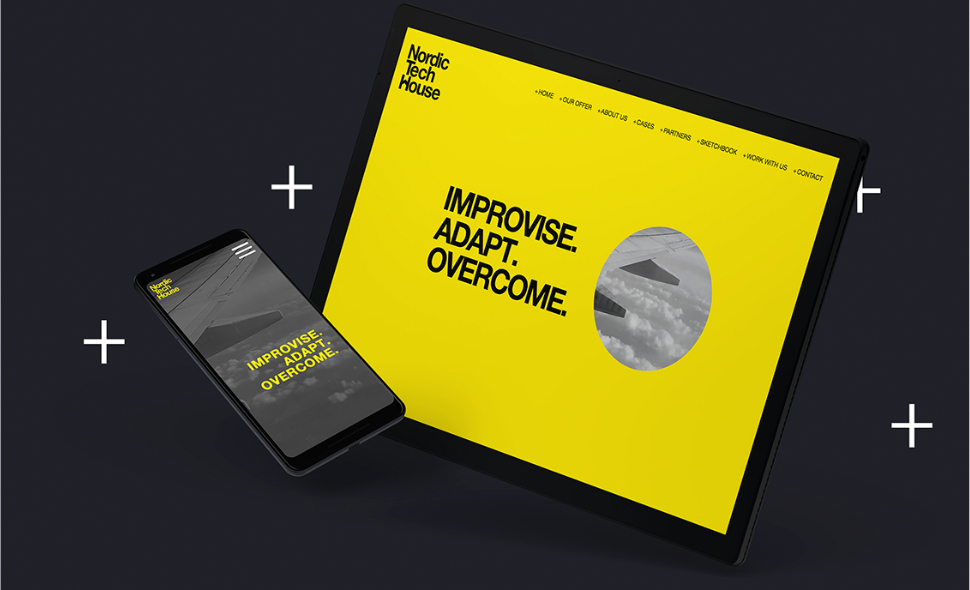 Nordic
Tech
House
+HOME +OUR OFFER +ABOUT US +CASES +PARTNERS +SKETCHBOOK +WORK WITH US +CONTACT
IMPROVISE.
ADAPT.
OVERCOME.
Nordic
Tech
House
IMPROVISE.
ADAPT.
OVERCOME.